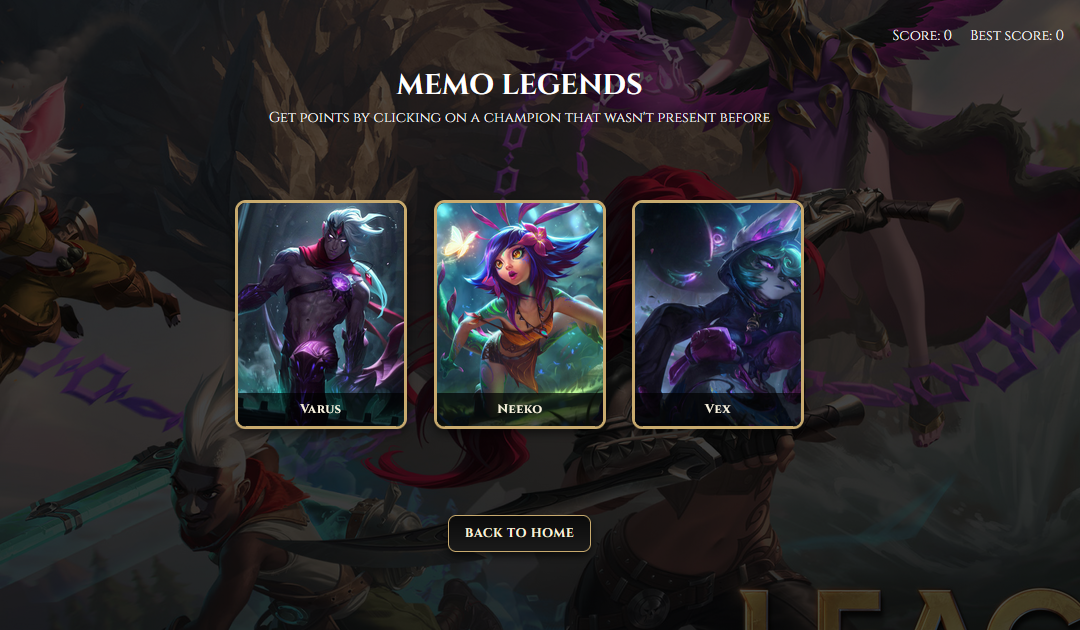 Score: 0 Best score: 0
MEMO LEGENDS
Get points by clicking on a champion that wasn't present before
Varus
Neeko
Vex
BACK TO HOME
LEAG